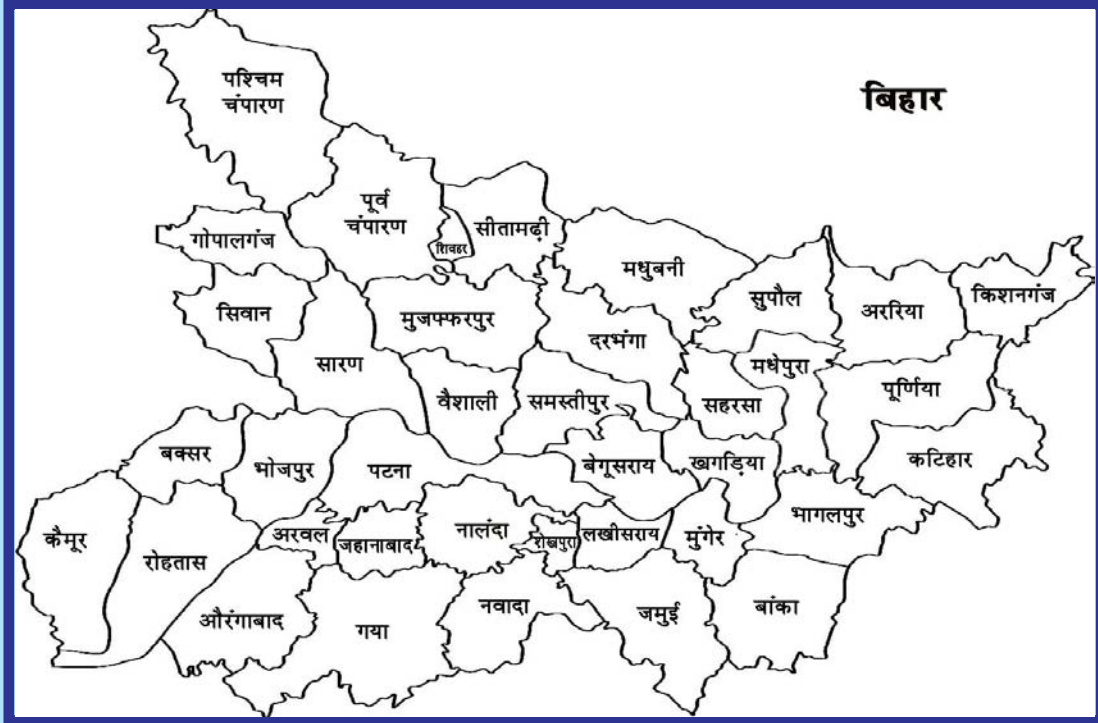 बिहार
पश्चिम
चंपारण
पूर्व
चंपारण
सीतामढ़ी
शिवहर
गोपालगंज
मधुबनी
सुपौल
अररिया
किशनगंज
सिवान
मुजफ्फरपुर
दरभंगा
सारण
मधेपुरा
पूर्णिया
वैशाली
समस्तीपुर
सहरसा
बक्सर
भोजपुर
पटना
बेगूसराय
खगड़िया
कटिहार
भागलपुर
कैमूर
रोहतास
अरवल
जहानाबाद
नालंदा
शेखपुरा
लखीसराय
मुंगेर
औरंगाबाद
गया
नवादा
जमुई
बांका